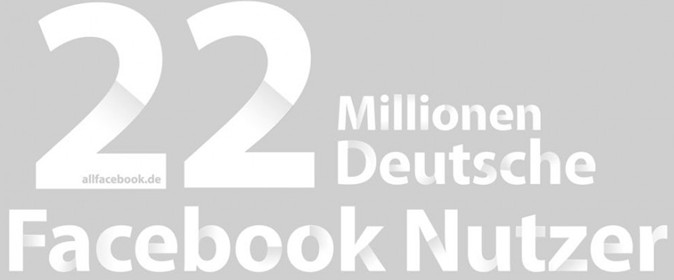 22
Millionen
Deutsche
allfacebook.de
Facebook Nutzer